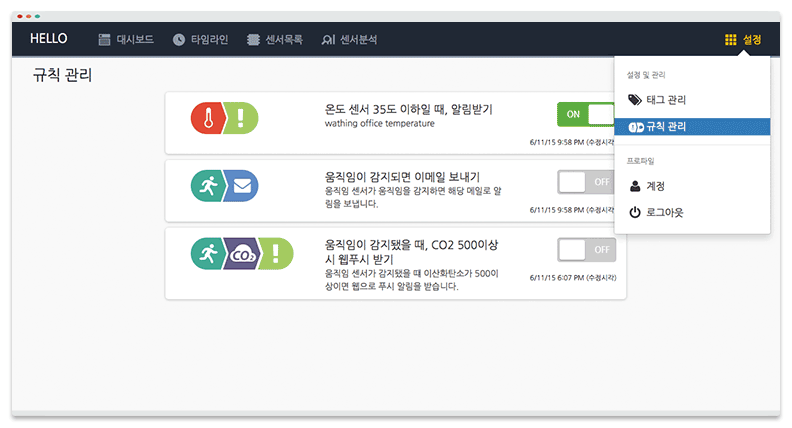 HELLO 대시보드 타임라인 센서목록 센서분석 설정
규칙 관리
온도 센서 35도 이하일 때, 알림받기
wathing office temperature
ON
6/11/15 9:58 PM (수정시각)
움직임이 감지되면 이메일 보내기
움직임 센서가 움직임을 감지하면 해당 메일로 알
림을 보냅니다.
OFF
6/11/15 9:58 PM (수정시각)
CO2
움직임이 감지됐을 때, CO2 500이상
시 웹푸시 받기
움직임 센서가 감지됐을 때 이산화탄소가 500이
상이면 웹으로 푸시 알림을 받습니다.
OFF
6/11/15 6:07 PM (수정시각)
설정 및 관리
태그 관리
규칙 관리
프로파일
계정
로그아웃